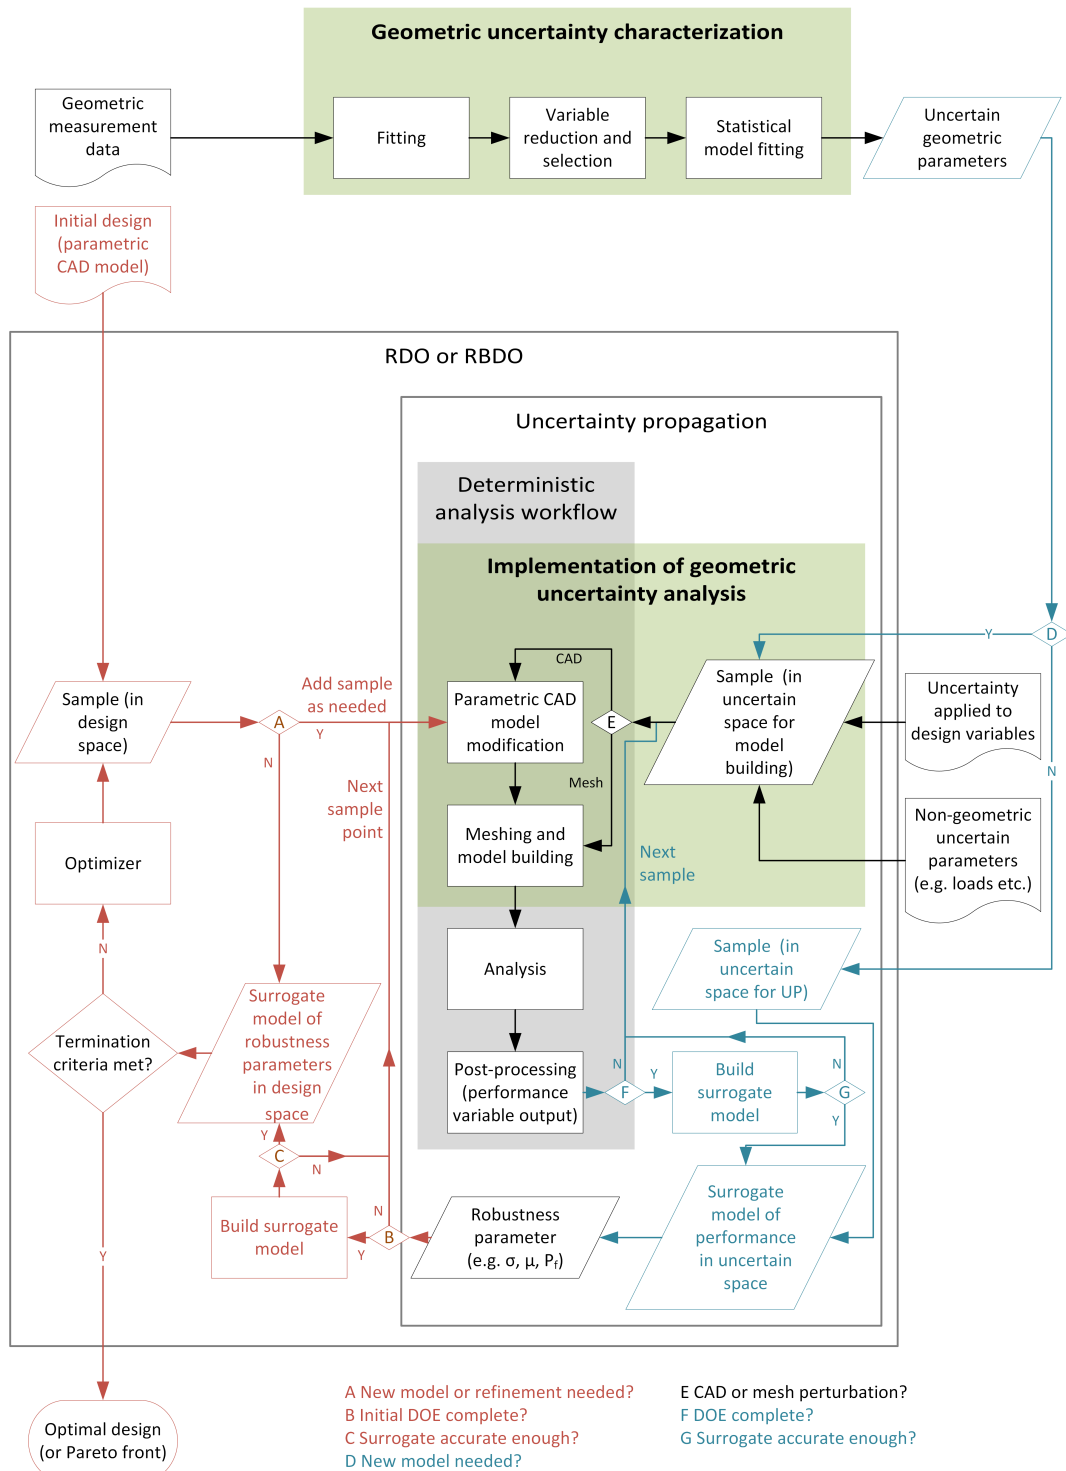 Geometric uncertainty characterization
Geometric
measurement
data
Fitting
Variable
reduction and
selection
Statistical
model fitting
Uncertain
geometric
parameters
Initial design
(parametric
CAD model)
RDO or RBDO
Uncertainty propagation
Deterministic
analysis workflow
Implementation of geometric
uncertainty analysis
Y
D
N
CAD
Sample (in
design
space)
A
Add sample
as needed
Y
N
Parametric CAD
model
modification
E
Sample (in
uncertain
space for
model
building)
Uncertainty
applied to
design variables
Mesh
Next
sample
point
Optimizer
Meshing and
model building
Next
sample
Non-geometric
uncertain
parameters
(e.g. loads etc.)
N
Analysis
Sample (in
uncertain
space for UP)
Termination
criteria met?
Surrogate
model of
robustness
parameters
in design
space
Post-processing
(performance
variable output)
N
F
Y
Build
surrogate
model
N
G
Y
Y
C
N
Build surrogate
model
N
B
Y
Robustness
parameter
(e.g. σ, μ, Pf)
Surrogate
model of
performance
in uncertain
space
Y
Optimal design
(or Pareto front)
A New model or refinement needed?
B Initial DOE complete?
C Surrogate accurate enough?
D New model needed?
E CAD or mesh perturbation?
F DOE complete?
G Surrogate accurate enough?